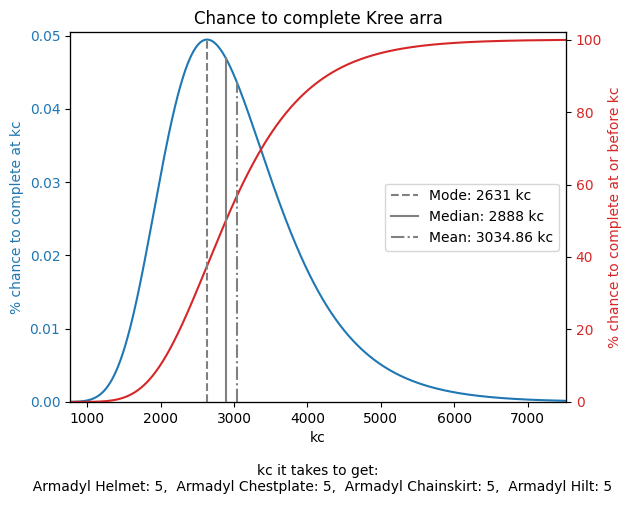 Chance to complete Kree arra
% chance to complete at kc
0.05
0.04
0.03
0.02
0.01
0.00
100
80
60
40
20
0
% chance to complete at or before kc
Mode: 2631 kc
Median: 2888 kc
Mean: 3034.86 kc
1000 2000 3000 4000 5000 6000 7000
kc
kc it takes to get:
Armadyl Helmet: 5,  Armadyl Chestplate: 5,  Armadyl Chainskirt: 5,  Armadyl Hilt: 5